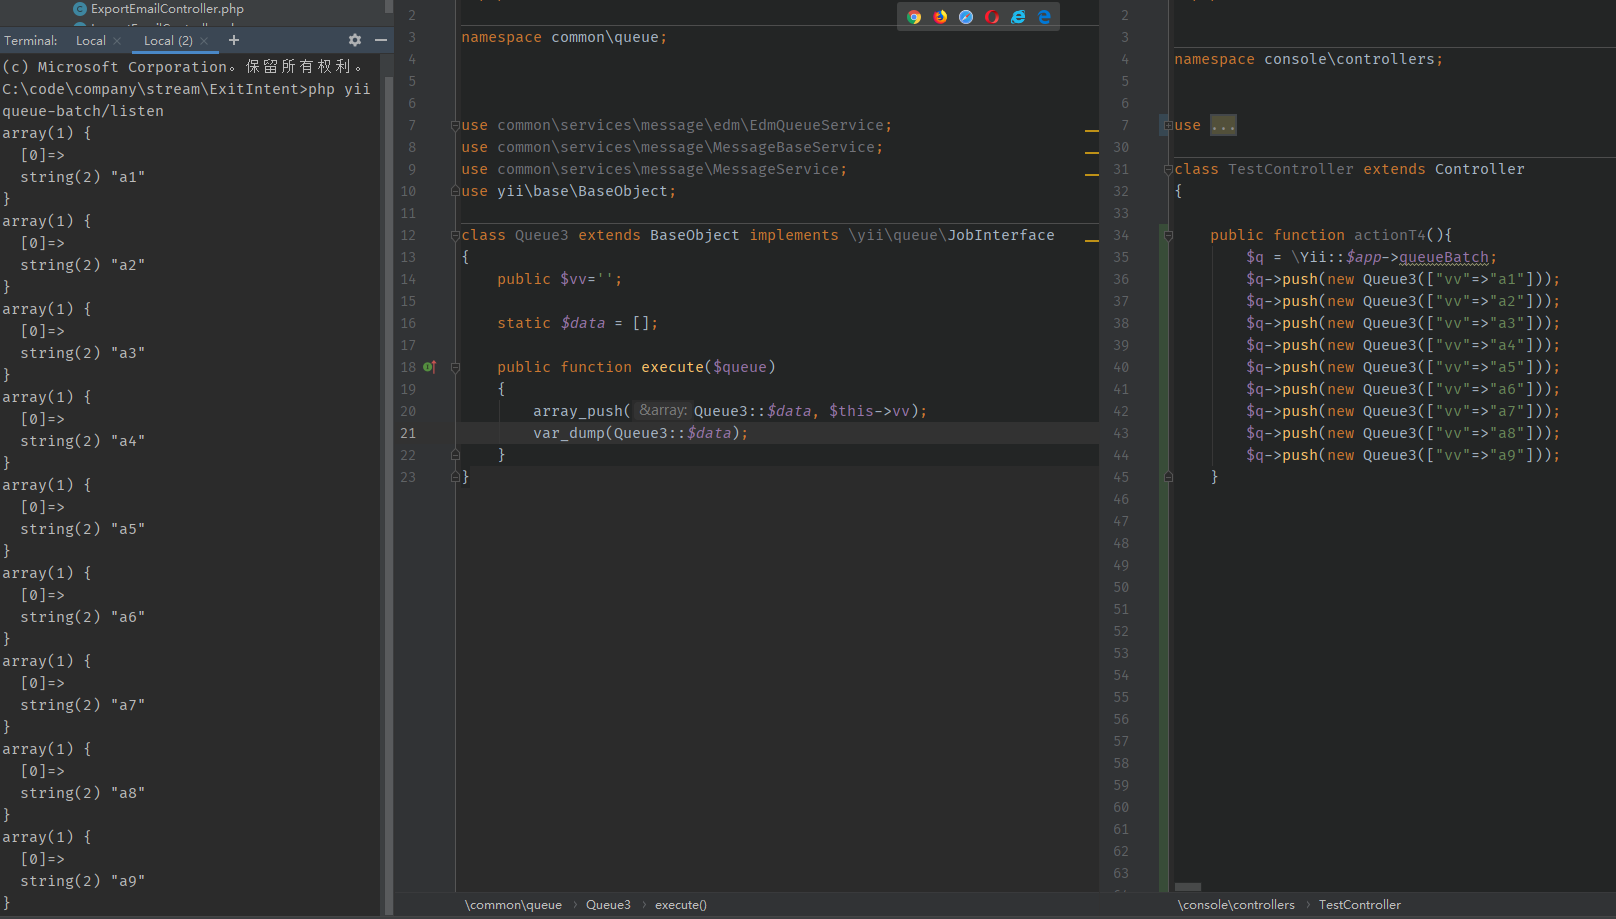 ExportEmailController.php
Terminal:
Local
Local (2)
(c) Microsoft Corporation。保留所有权利。
C:\code\company\stream\ExitIntent>php yii
queue-batch/listen
array(1) {
[0]=>
string(2) "a1"
}
array(1) {
[0]=>
string(2) "a2"
}
array(1) {
[0]=>
string(2) "a3"
}
array(1) {
[0]=>
string(2) "a4"
}
array(1) {
[0]=>
string(2) "a5"
}
array(1) {
[0]=>
string(2) "a6"
}
array(1) {
[0]=>
string(2) "a7"
}
array(1) {
[0]=>
string(2) "a8"
}
array(1) {
[0]=>
string(2) "a9"
}
2
3 namespace common\queue;
4
5
6
7 use common\services\message\edm\EdmQueueService;
8 use common\services\message\MessageBaseService;
9 use common\services\message\MessageService;
10 use yii\base\BaseObject;
11
12 class Queue3 extends BaseObject implements \yii\queue\JobInterface
13 {
14 public $vv='';
15
16 static $data = [];
17
18 public function execute($queue)
19 {
20 array_push( &array: Queue3::$data, $this->vv);
21 var_dump(Queue3::$data);
22 }
23 }
\common\queue › Queue3 › execute()
2
3
4 namespace console\controllers;
5
6
7 use ...
30
31 class TestController extends Controller
32 {
33
34 public function actionT4(){
35 $q = \Yii::$app->queueBatch;
36 $q->push(new Queue3(["vv"=>"a1"]));
37 $q->push(new Queue3(["vv"=>"a2"]));
38 $q->push(new Queue3(["vv"=>"a3"]));
39 $q->push(new Queue3(["vv"=>"a4"]));
40 $q->push(new Queue3(["vv"=>"a5"]));
41 $q->push(new Queue3(["vv"=>"a6"]));
42 $q->push(new Queue3(["vv"=>"a7"]));
43 $q->push(new Queue3(["vv"=>"a8"]));
44 $q->push(new Queue3(["vv"=>"a9"]));
45 }
46
47
48
49
50
51
52
53
54
55
56
57
58
59
60
61
62
63
\console\controllers › TestController